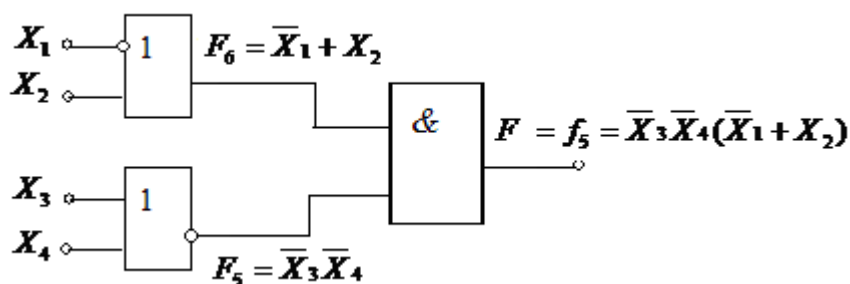 X₁
1
F₆ = X̅₁ + X₂
X₂
&
F = f₅ = X̅₃X̅₄(X̅₁ + X₂)
X₃
1
X₄
F₅ = X̅₃X̅₄